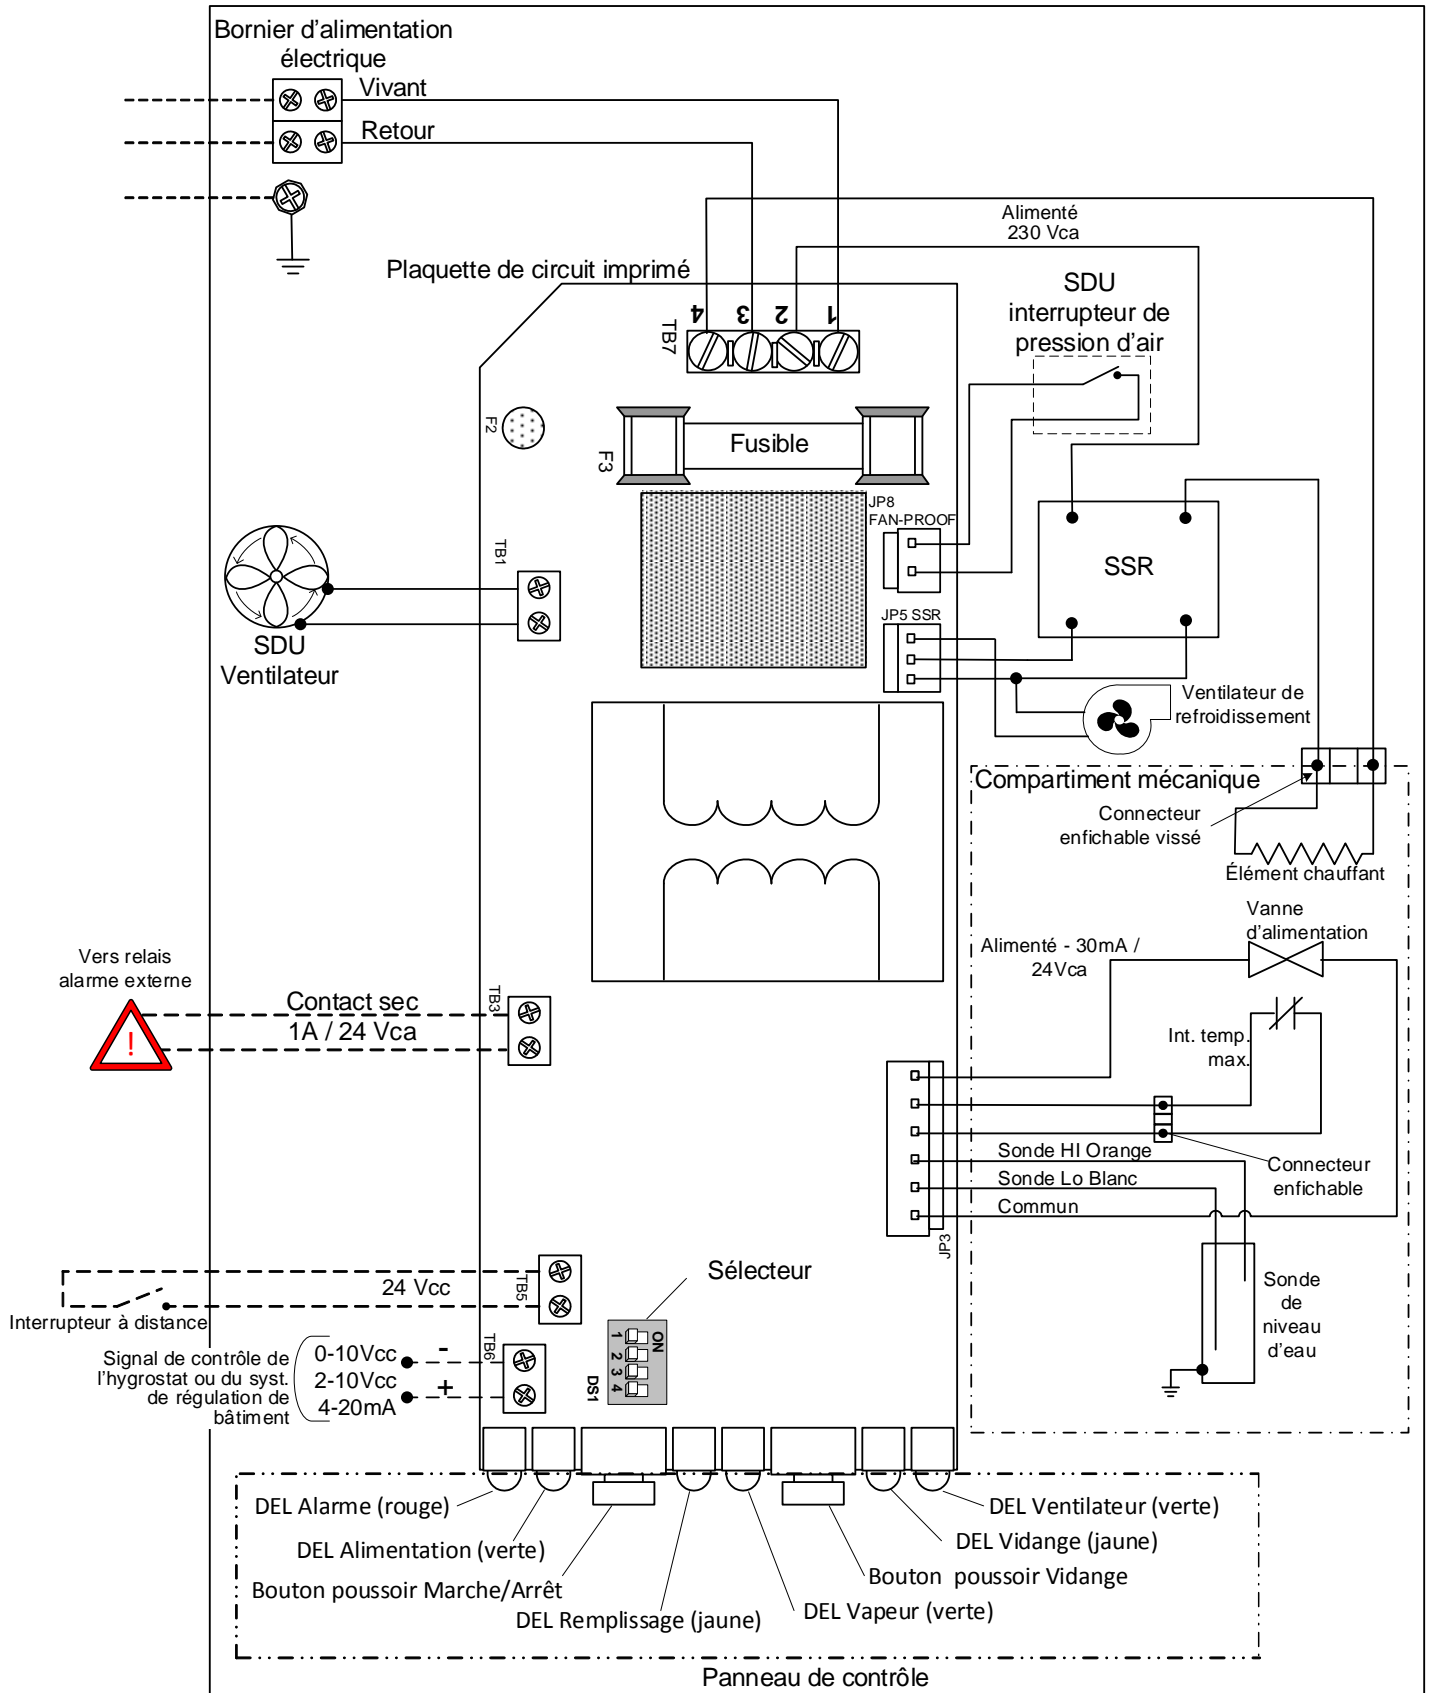 Bornier d’alimentation
électrique
Vivant
Retour
Alimenté
230 Vca
Plaquette de circuit imprimé
SDU
interrupteur de
pression d’air
4 3 2 1
TB7
F2
F3
Fusible
JP8
FAN-PROOF
TB1
SSR
JP5 SSR
SDU
Ventilateur
Ventilateur de
refroidissement
Compartiment mécanique
Connecteur
enfichable vissé
Élément chauffant
Vanne
d’alimentation
Alimenté - 30mA /
24Vca
Vers relais
alarme externe
!
Contact sec
1A / 24 Vca
TB3
Int. temp.
max.
Sonde HI Orange
Sonde Lo Blanc
Commun
Connecteur
enfichable
JP3
Sélecteur
24 Vcc
TB5
Interrupteur à distance
Sonde
de
niveau
d’eau
ON
1
2
3
4
DS1
TB6
Signal de contrôle de
l’hygrostat ou du syst.
de régulation de
bâtiment
0-10Vcc
2-10Vcc
4-20mA
-
+
DEL Alarme (rouge)
DEL Ventilateur (verte)
DEL Alimentation (verte)
DEL Vidange (jaune)
Bouton poussoir Marche/Arrêt
Bouton poussoir Vidange
DEL Remplissage (jaune)
DEL Vapeur (verte)
Panneau de contrôle